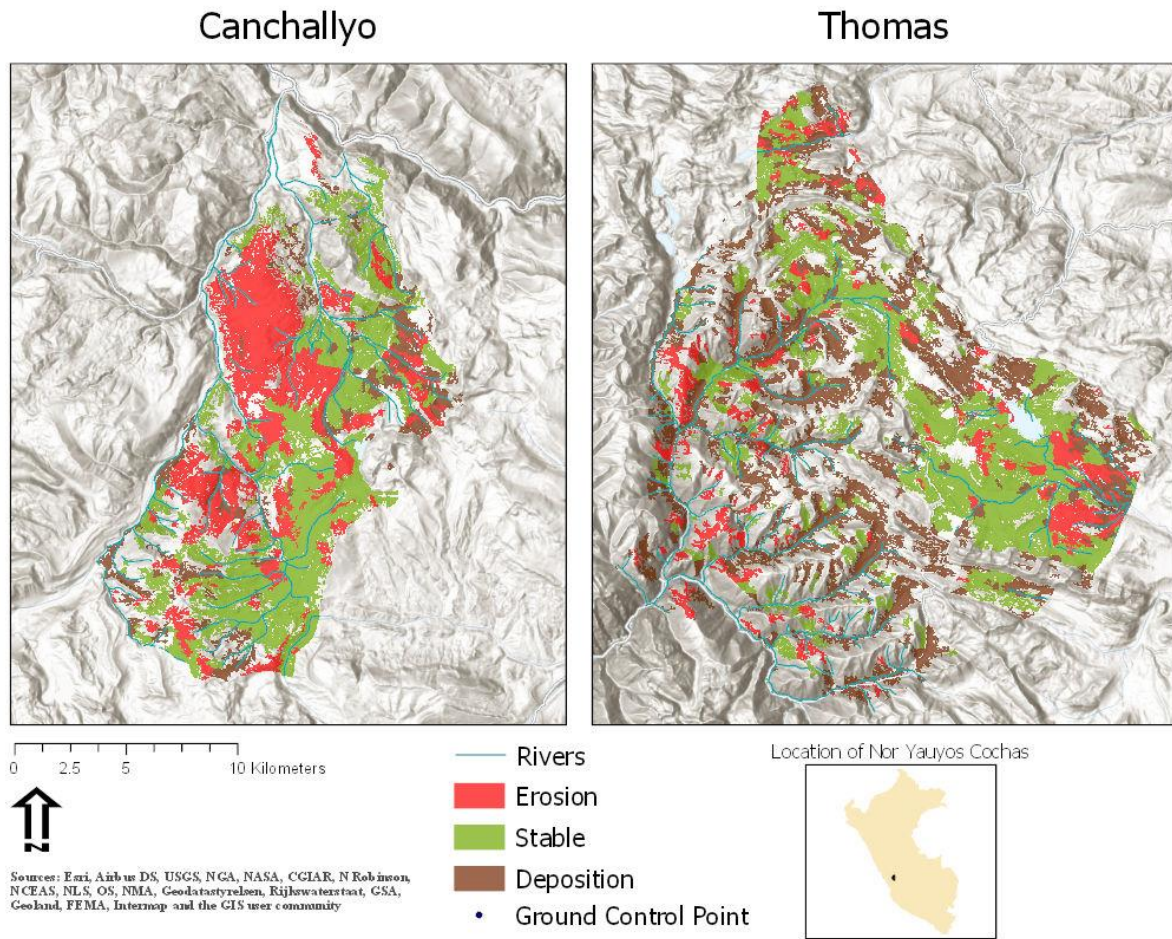 Canchallyo
Thomas
0 2.5 5 10 Kilometers
N
Sources: Esri, Airbus DS, USGS, NGA, NASA, CGIAR, N Robinson,
NCEAS, NLS, OS, NMA, Geodatastyrelsen, Rijkswaterstaat, GSA,
Geoland, FEMA, Intermap and the GIS user community
Rivers
Erosion
Stable
Deposition
Ground Control Point
Location of Nor Yauyos Cochas